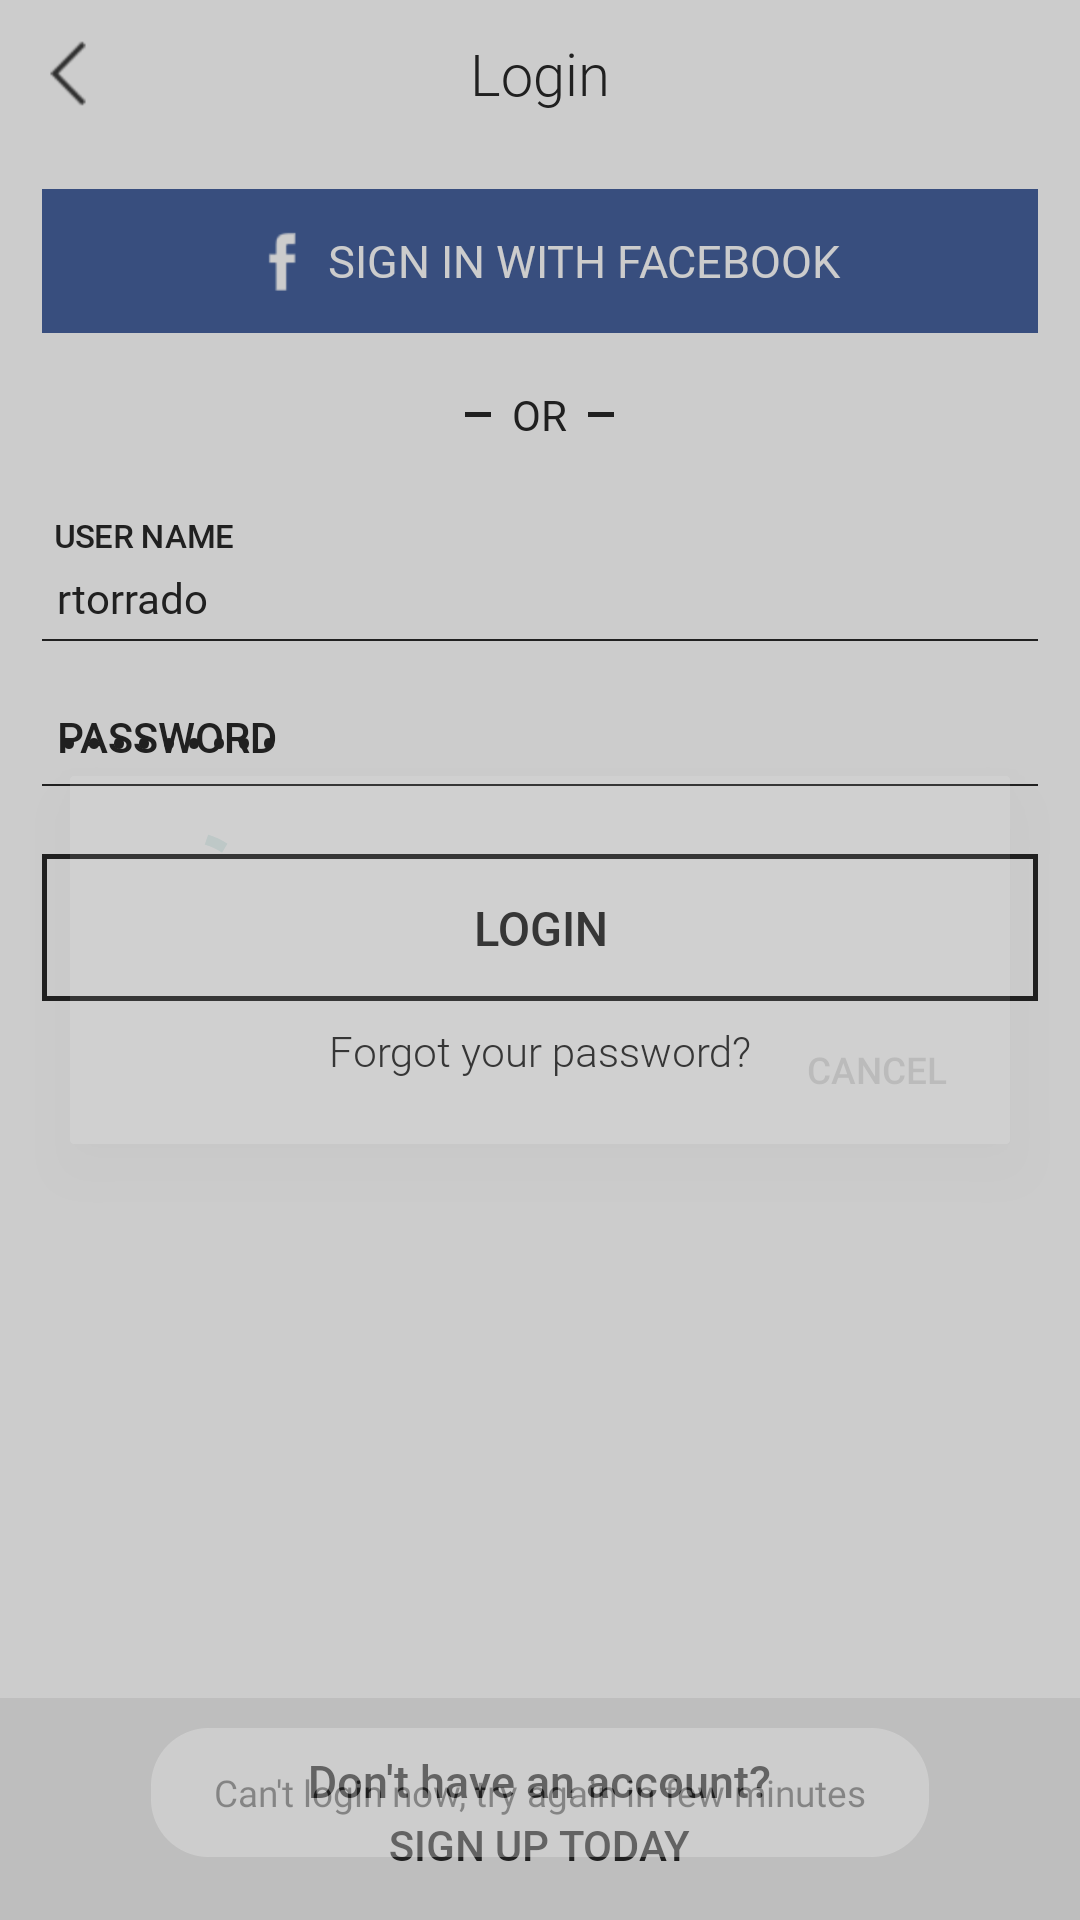 Login
f SIGN IN WITH FACEBOOK
– OR –
USER NAME
rtorrado
PASSWORD
•••••••••
LOGIN
Forgot your password?
CANCEL
Don't have an account?
Can't login now, try again in few minutes
SIGN UP TODAY